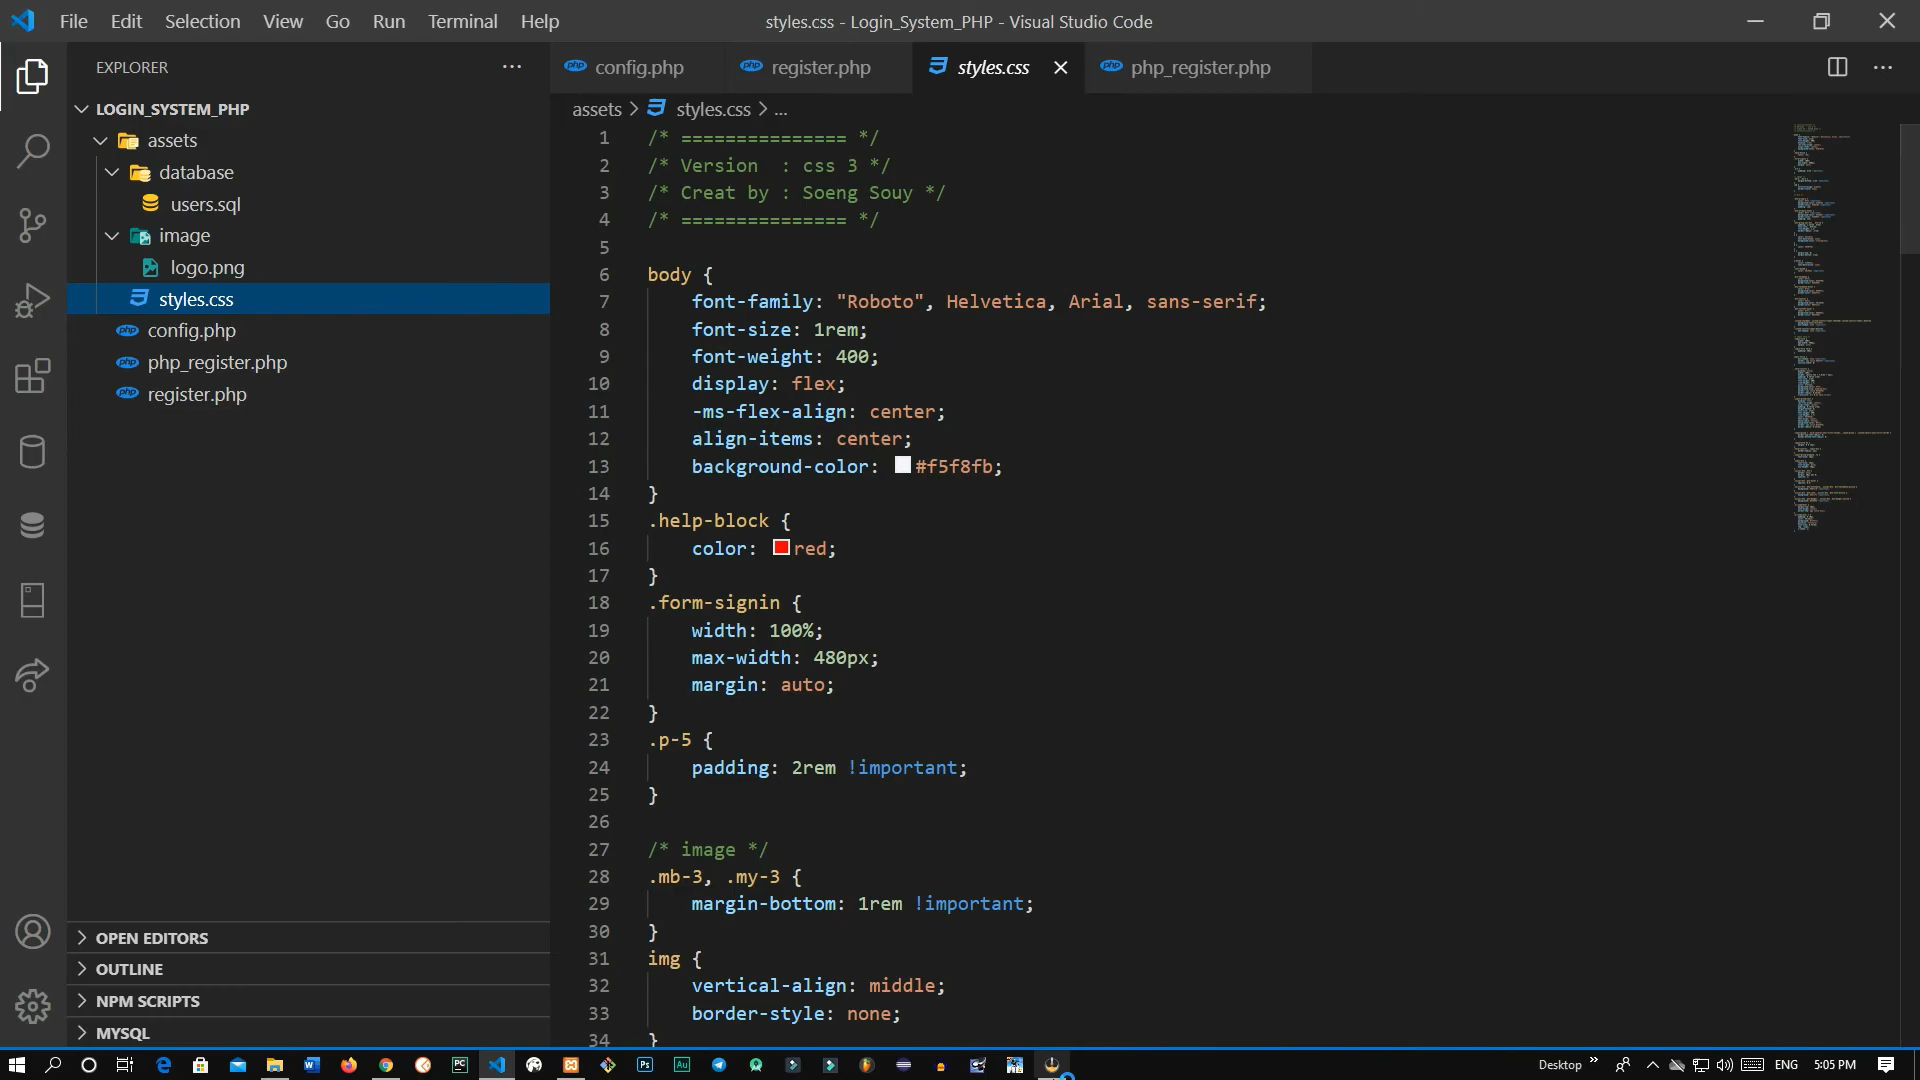 File Edit Selection View Go Run Terminal Help
styles.css - Login_System_PHP - Visual Studio Code
EXPLORER
LOGIN_SYSTEM_PHP
assets
database
users.sql
image
logo.png
styles.css
config.php
php_register.php
register.php
OPEN EDITORS
OUTLINE
NPM SCRIPTS
MYSQL
config.php register.php styles.css php_register.php
assets > styles.css > ...
1 /* =============== */
2 /* Version  : css 3 */
3 /* Creat by : Soeng Souy */
4 /* =============== */
5
6 body {
7 font-family: "Roboto", Helvetica, Arial, sans-serif;
8 font-size: 1rem;
9 font-weight: 400;
10 display: flex;
11 -ms-flex-align: center;
12 align-items: center;
13 background-color: #f5f8fb;
14 }
15 .help-block {
16 color: red;
17 }
18 .form-signin {
19 width: 100%;
20 max-width: 480px;
21 margin: auto;
22 }
23 .p-5 {
24 padding: 2rem !important;
25 }
26
27 /* image */
28 .mb-3, .my-3 {
29 margin-bottom: 1rem !important;
30 }
31 img {
32 vertical-align: middle;
33 border-style: none;
34 }
Desktop ENG 5:05 PM